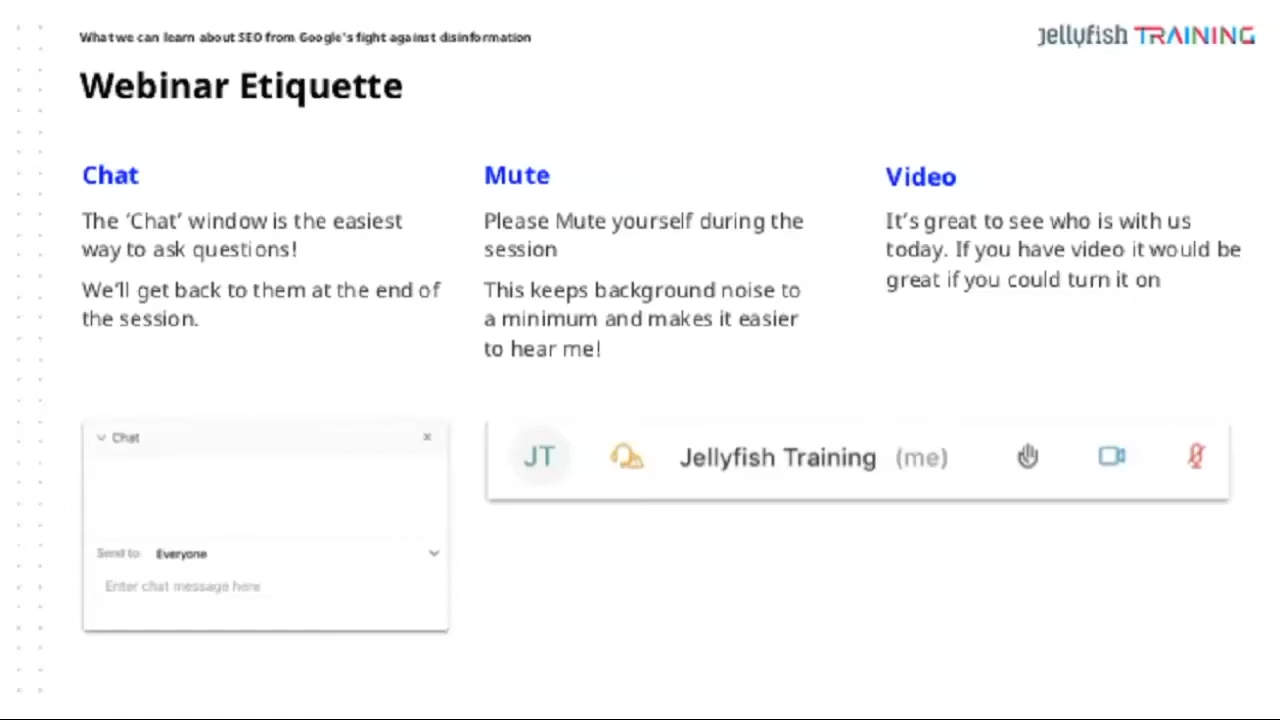 What we can learn about SEO from Google's fight against disinformation
jellyfish TRAINING
Webinar Etiquette
Chat
The ‘Chat’ window is the easiest
way to ask questions!
We’ll get back to them at the end of
the session.
Mute
Please Mute yourself during the
session
This keeps background noise to
a minimum and makes it easier
to hear me!
Video
It’s great to see who is with us
today. If you have video it would be
great if you could turn it on
Chat
Send to: Everyone
Enter chat message here
JT Jellyfish Training (me)